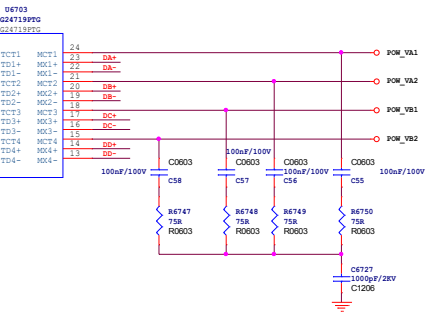 U6703
G24719PTG
G24719PTG
TCT1 MCT1 24
TD1+ MX1+ 23 DA+
TD1- MX1- 22 DA-
TCT2 MCT2 21
TD2+ MX2+ 20 DB+
TD2- MX2- 19 DB-
TCT3 MCT3 18
TD3+ MX3+ 17 DC+
TD3- MX3- 16 DC-
TCT4 MCT4 15
TD4+ MX4+ 14 DD+
TD4- MX4- 13 DD-
POW_VA1
POW_VA2
POW_VB1
POW_VB2
100nF/100V
C0603 C0603 C0603 C0603
100nF/100V 100nF/100V 100nF/100V
C58 C57 C56 C55
R6747 R6748 R6749 R6750
75R 75R 75R 75R
R0603 R0603 R0603 R0603
C6727
1000pF/2KV
C1206